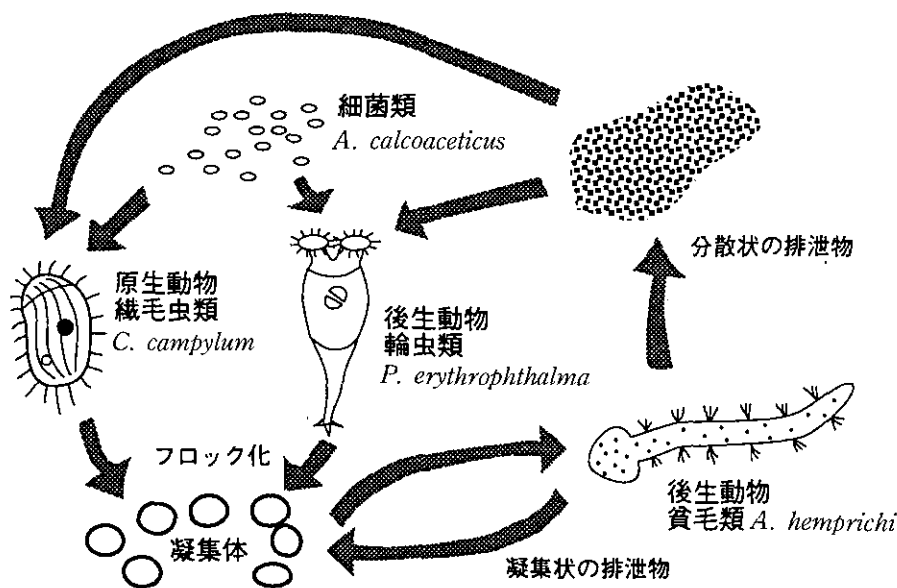 細菌類
A. calcoaceticus
分散状の排泄物
原生動物
繊毛虫類
C. campylum
後生動物
輪虫類
P. erythrophthalma
フロック化
凝集体
後生動物
貧毛類 A. hemprichi
凝集状の排泄物